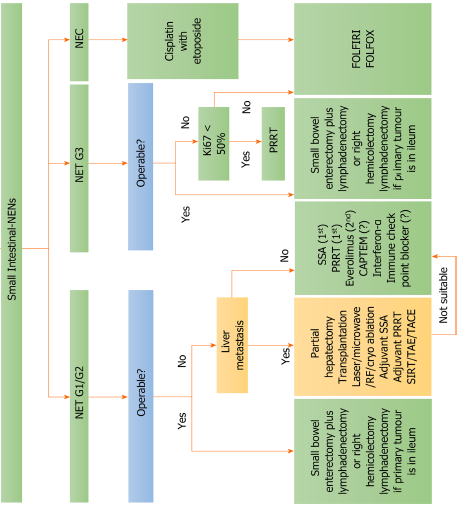 Small Intestinal-NENs
NET G1/G2
NET G3
NEC
Operable?
Operable?
Cisplatin
with
etoposide
Yes
No
Yes
No
Liver
metastasis
Ki67 <
50%
Yes
No
Yes
No
PRRT
Small bowel
enterectomy plus
lymphadenectomy
or right
hemicolectomy
lymphadenectomy
if primary tumour
is in ileum
Partial
hepatectomy
Transplantation
Laser/microwave
/RF/cryo ablation
Adjuvant SSA
Adjuvant PRRT
SIRT/TAE/TACE
Not suitable
SSA (1st)
PRRT (1st)
Everolimus (2nd)
CAPTEM (?)
Interferon-α
Immune check
point blocker (?)
Small bowel
enterectomy plus
lymphadenectomy
or right
hemicolectomy
lymphadenectomy
if primary tumour
is in ileum
FOLFIRI
FOLFOX